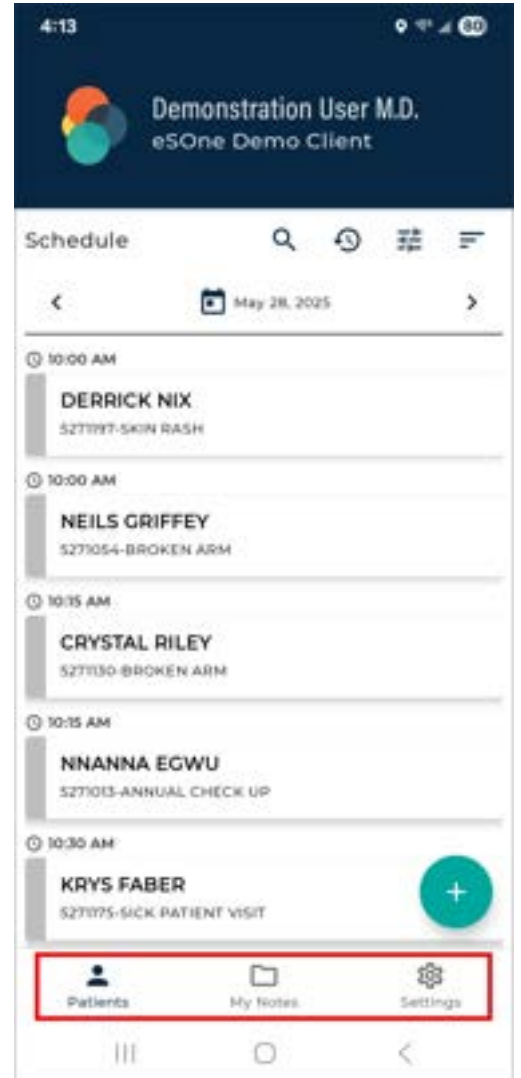 4:13
80
Demonstration User M.D.
eSOne Demo Client
Schedule
May 28, 2025
10:00 AM
DERRICK NIX
5271197-SKIN RASH
10:00 AM
NEILS GRIFFEY
5271054-BROKEN ARM
10:15 AM
CRYSTAL RILEY
5271130-BROKEN ARM
10:15 AM
NNANNA EGWU
5271013-ANNUAL CHECK UP
10:30 AM
KRYS FABER
5271175-SICK PATIENT VISIT
Patients
My Notes
Settings